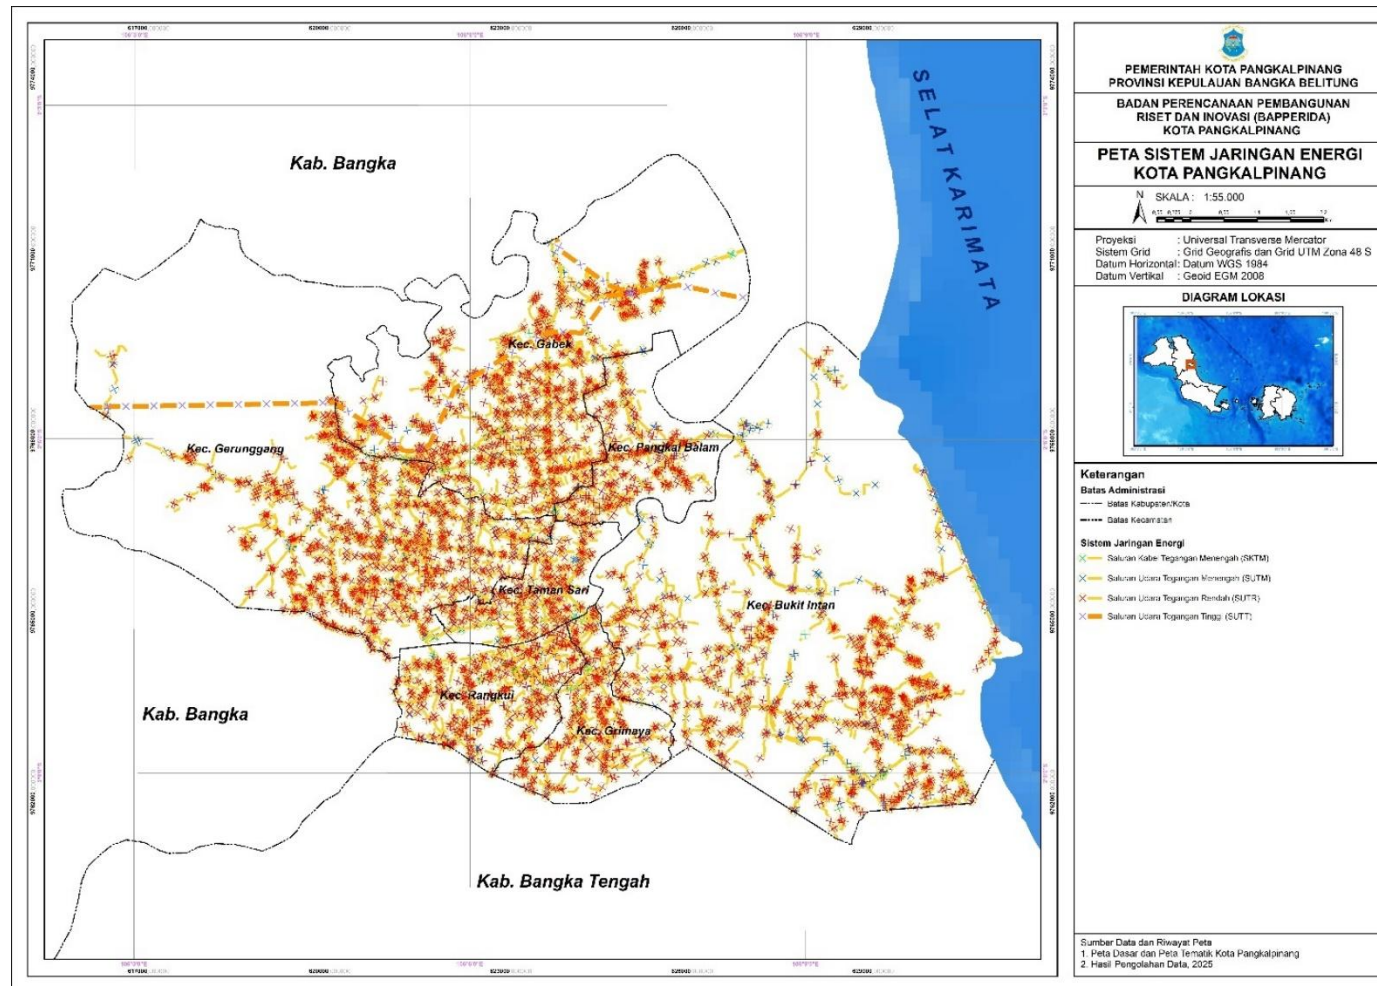 PEMERINTAH KOTA PANGKALPINANG
PROVINSI KEPULAUAN BANGKA BELITUNG
BADAN PERENCANAAN PEMBANGUNAN
RISET DAN INOVASI (BAPPERIDA)
KOTA PANGKALPINANG
PETA SISTEM JARINGAN ENERGI
KOTA PANGKALPINANG
N
SKALA : 1:55.000
Proyeksi : Universal Transverse Mercator
Sistem Grid : Grid Geografis dan Grid UTM Zona 48 S
Datum Horizontal: Datum WGS 1984
Datum Vertikal : Geoid EGM 2008
DIAGRAM LOKASI
Keterangan
Batas Administrasi
Batas Kabupaten/Kota
Batas Kecamatan
Sistem Jaringan Energi
Saluran Kabel Tegangan Menengah (SKTM)
Saluran Udara Tegangan Menengah (SUTM)
Saluran Udara Tegangan Rendah (SUTR)
Saluran Udara Tegangan Tinggi (SUTT)
Sumber Data dan Riwayat Peta
1. Peta Dasar dan Peta Tematik Kota Pangkalpinang
2. Hasil Pengolahan Data, 2025
SELAT KARIMATA
Kab. Bangka
Kec. Gabek
Kec. Gerunggang
Kec. Pangkal Balam
Kec. Taman Sari
Kec. Bukit Intan
Kec. Rangkui
Kab. Bangka
Kec. Grimaya
Kab. Bangka Tengah